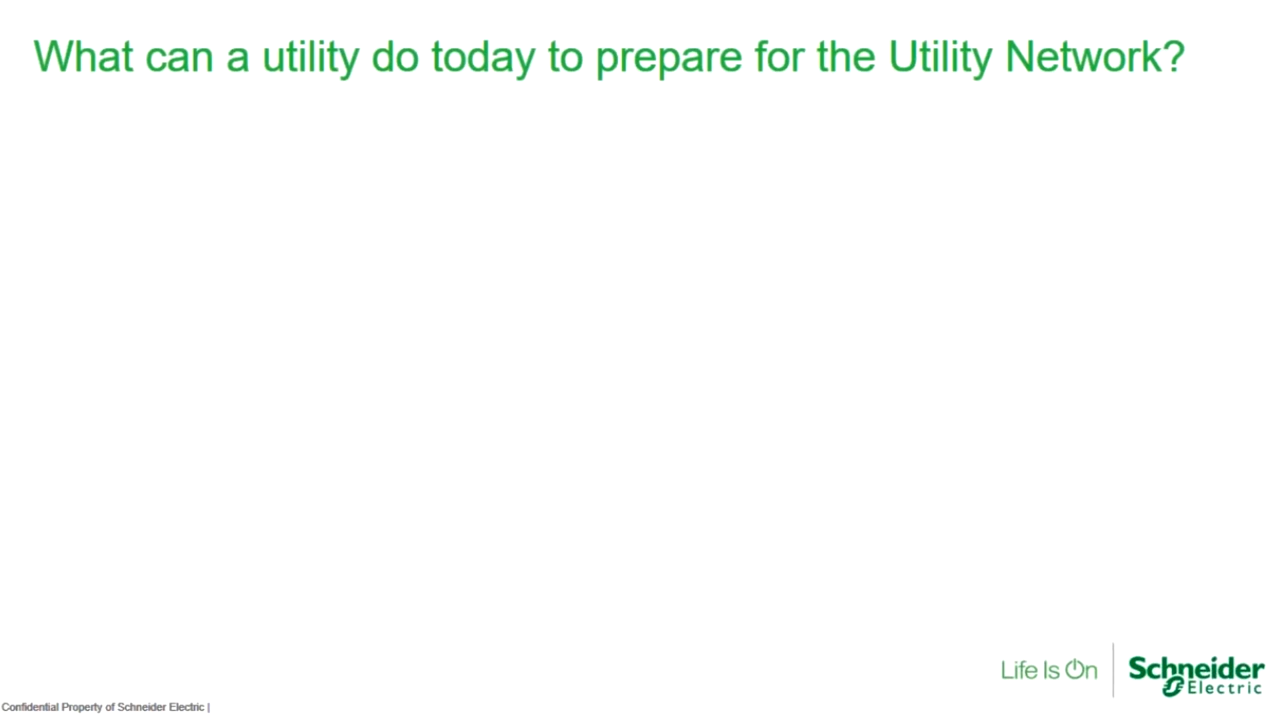 What can a utility do today to prepare for the Utility Network?
Life Is On
Schneider
Electric
Confidential Property of Schneider Electric |